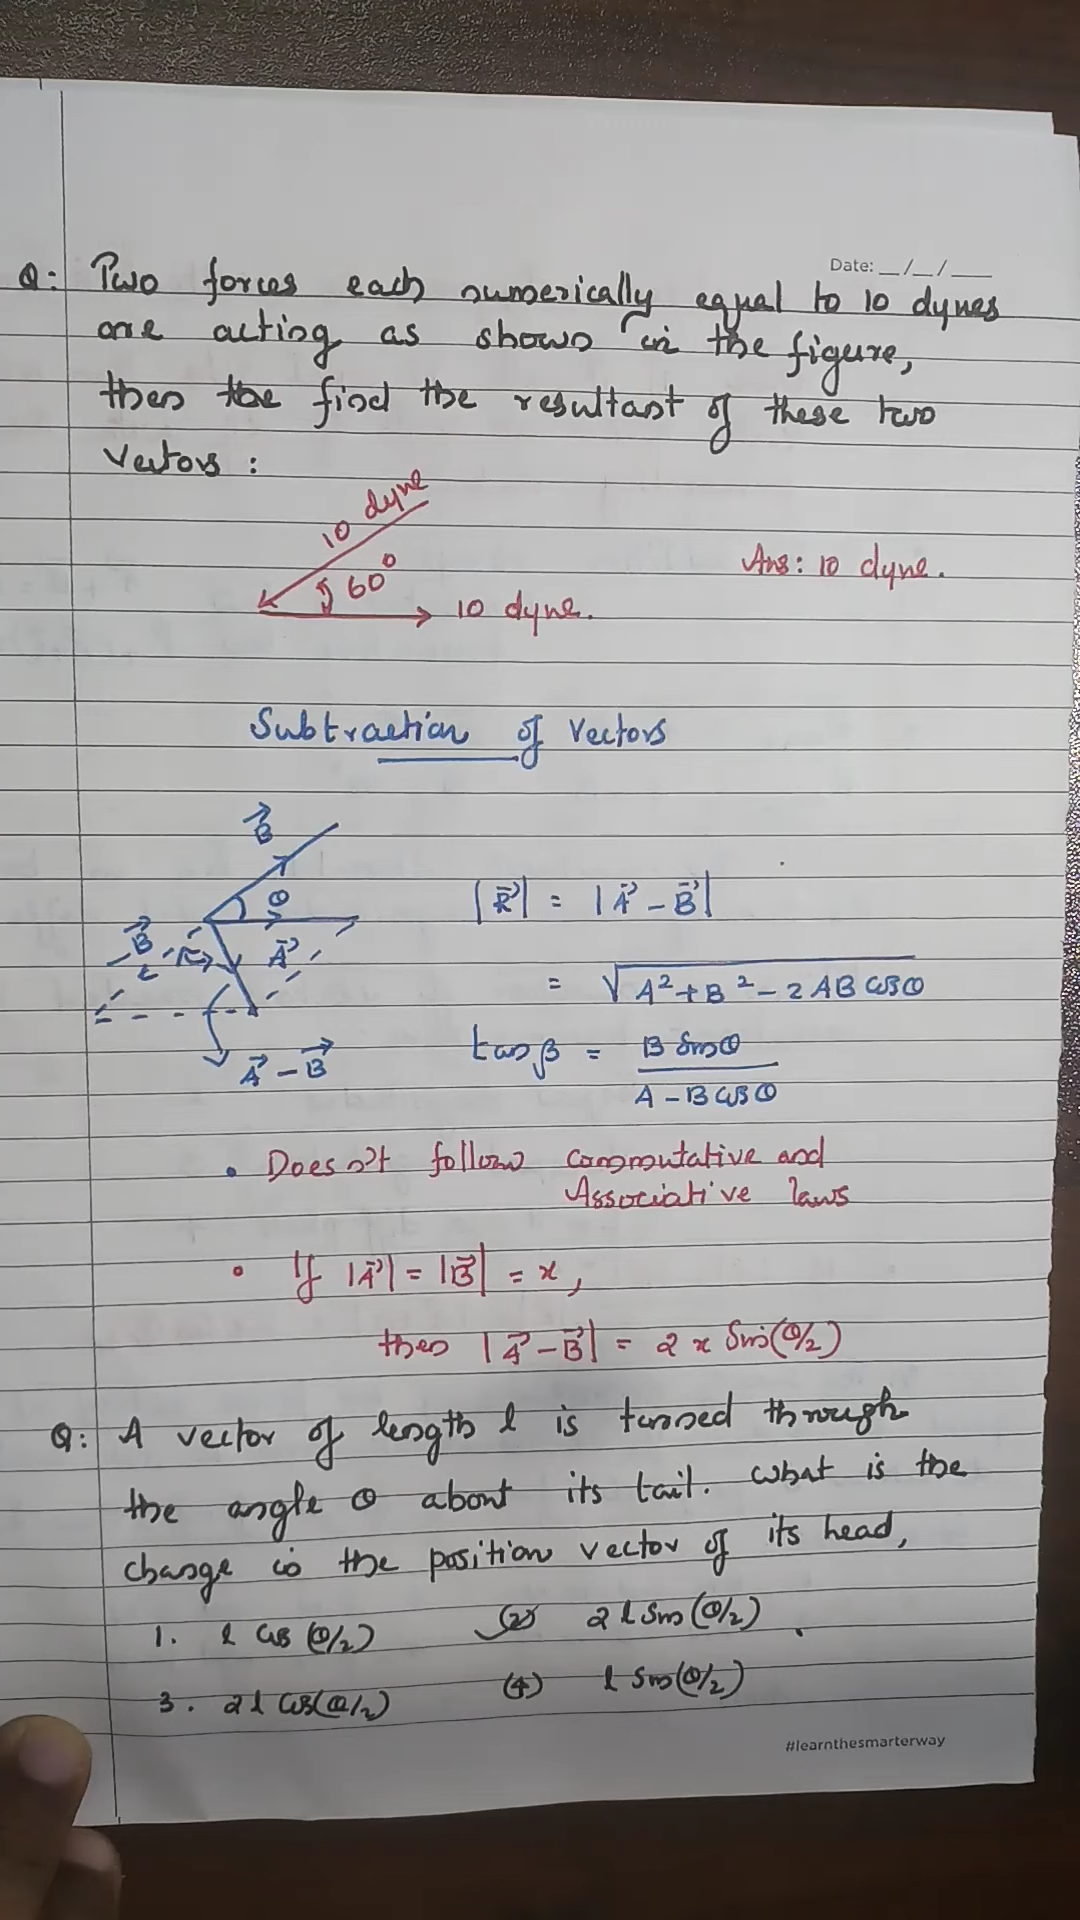 Date: __/__/____
Q: Two forces each numerically equal to 10 dynes
are acting as shown in the figure,
then the find the resultant of these two
Vectors :
10 dyne
60°
10 dyne.
Ans: 10 dyne.
Subtraction of Vectors
B⃗
θ
|R⃗| = |A⃗ - B⃗|
B⃗
A⃗
= √A² + B² - 2AB cosθ
A⃗ - B⃗
tan β = B Sinθ / A - B cosθ
• Doesn't follow Commutative and
Associative laws
• If |A⃗| = |B⃗| = x,
then |A⃗ - B⃗| = 2x Sin(θ/2)
Q: A vector of length l is turned through
the angle θ about its tail. what is the
change in the position vector of its head,
1. l cos (θ/2) (2) 2l Sin (θ/2)
3. 2l cos(θ/2) (4) l Sin(θ/2)
#learnthesmarterway